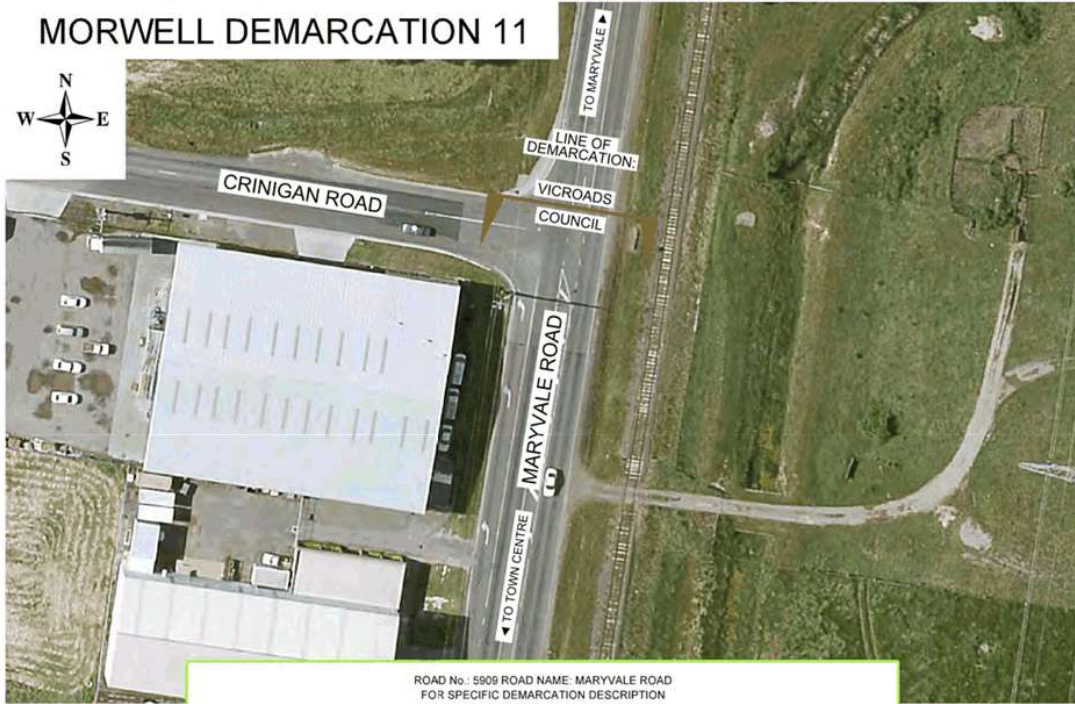 MORWELL DEMARCATION 11
N
W E
S
TO MARYVALE ▶
LINE OF
DEMARCATION:
VICROADS
COUNCIL
CRINIGAN ROAD
MARYVALE ROAD
◀ TO TOWN CENTRE
ROAD No.: 5909 ROAD NAME: MARYVALE ROAD
FOR SPECIFIC DEMARCATION DESCRIPTION